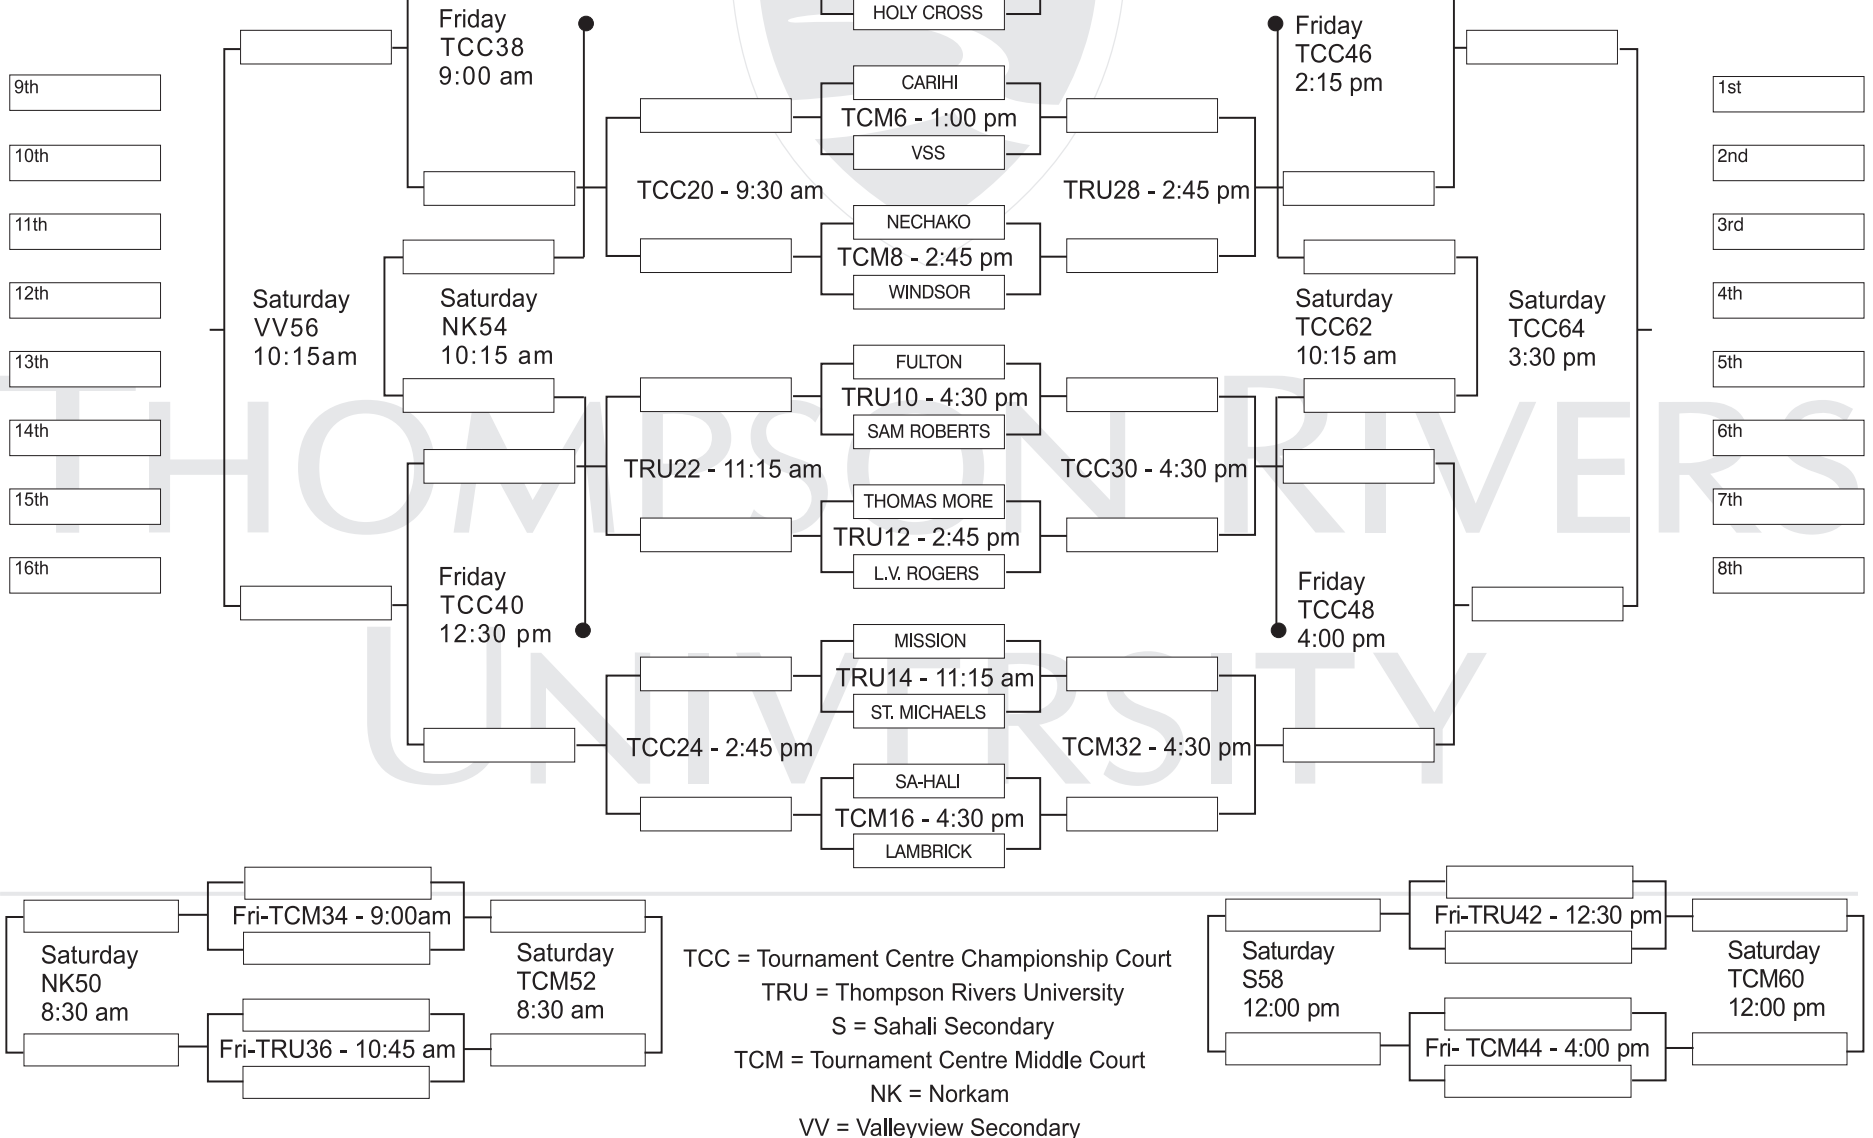 HOLY CROSS
Friday
TCC38
9:00 am
Friday
TCC46
2:15 pm
9th
10th
11th
12th
13th
14th
15th
16th
1st
2nd
3rd
4th
5th
6th
7th
8th
CARIHI
TCM6 - 1:00 pm
VSS
TCC20 - 9:30 am
TRU28 - 2:45 pm
NECHAKO
TCM8 - 2:45 pm
WINDSOR
Saturday
VV56
10:15am
Saturday
NK54
10:15 am
Saturday
TCC62
10:15 am
Saturday
TCC64
3:30 pm
FULTON
TRU10 - 4:30 pm
SAM ROBERTS
TRU22 - 11:15 am
TCC30 - 4:30 pm
THOMAS MORE
TRU12 - 2:45 pm
L.V. ROGERS
THOMPSON RIVERS
UNIVERSITY
Friday
TCC40
12:30 pm
Friday
TCC48
4:00 pm
MISSION
TRU14 - 11:15 am
ST. MICHAELS
TCC24 - 2:45 pm
TCM32 - 4:30 pm
SA-HALI
TCM16 - 4:30 pm
LAMBRICK
Fri-TCM34 - 9:00am
Saturday
NK50
8:30 am
Saturday
TCM52
8:30 am
Fri-TRU36 - 10:45 am
TCC = Tournament Centre Championship Court
TRU = Thompson Rivers University
S = Sahali Secondary
TCM = Tournament Centre Middle Court
NK = Norkam
VV = Valleyview Secondary
Fri-TRU42 - 12:30 pm
Saturday
S58
12:00 pm
Saturday
TCM60
12:00 pm
Fri- TCM44 - 4:00 pm